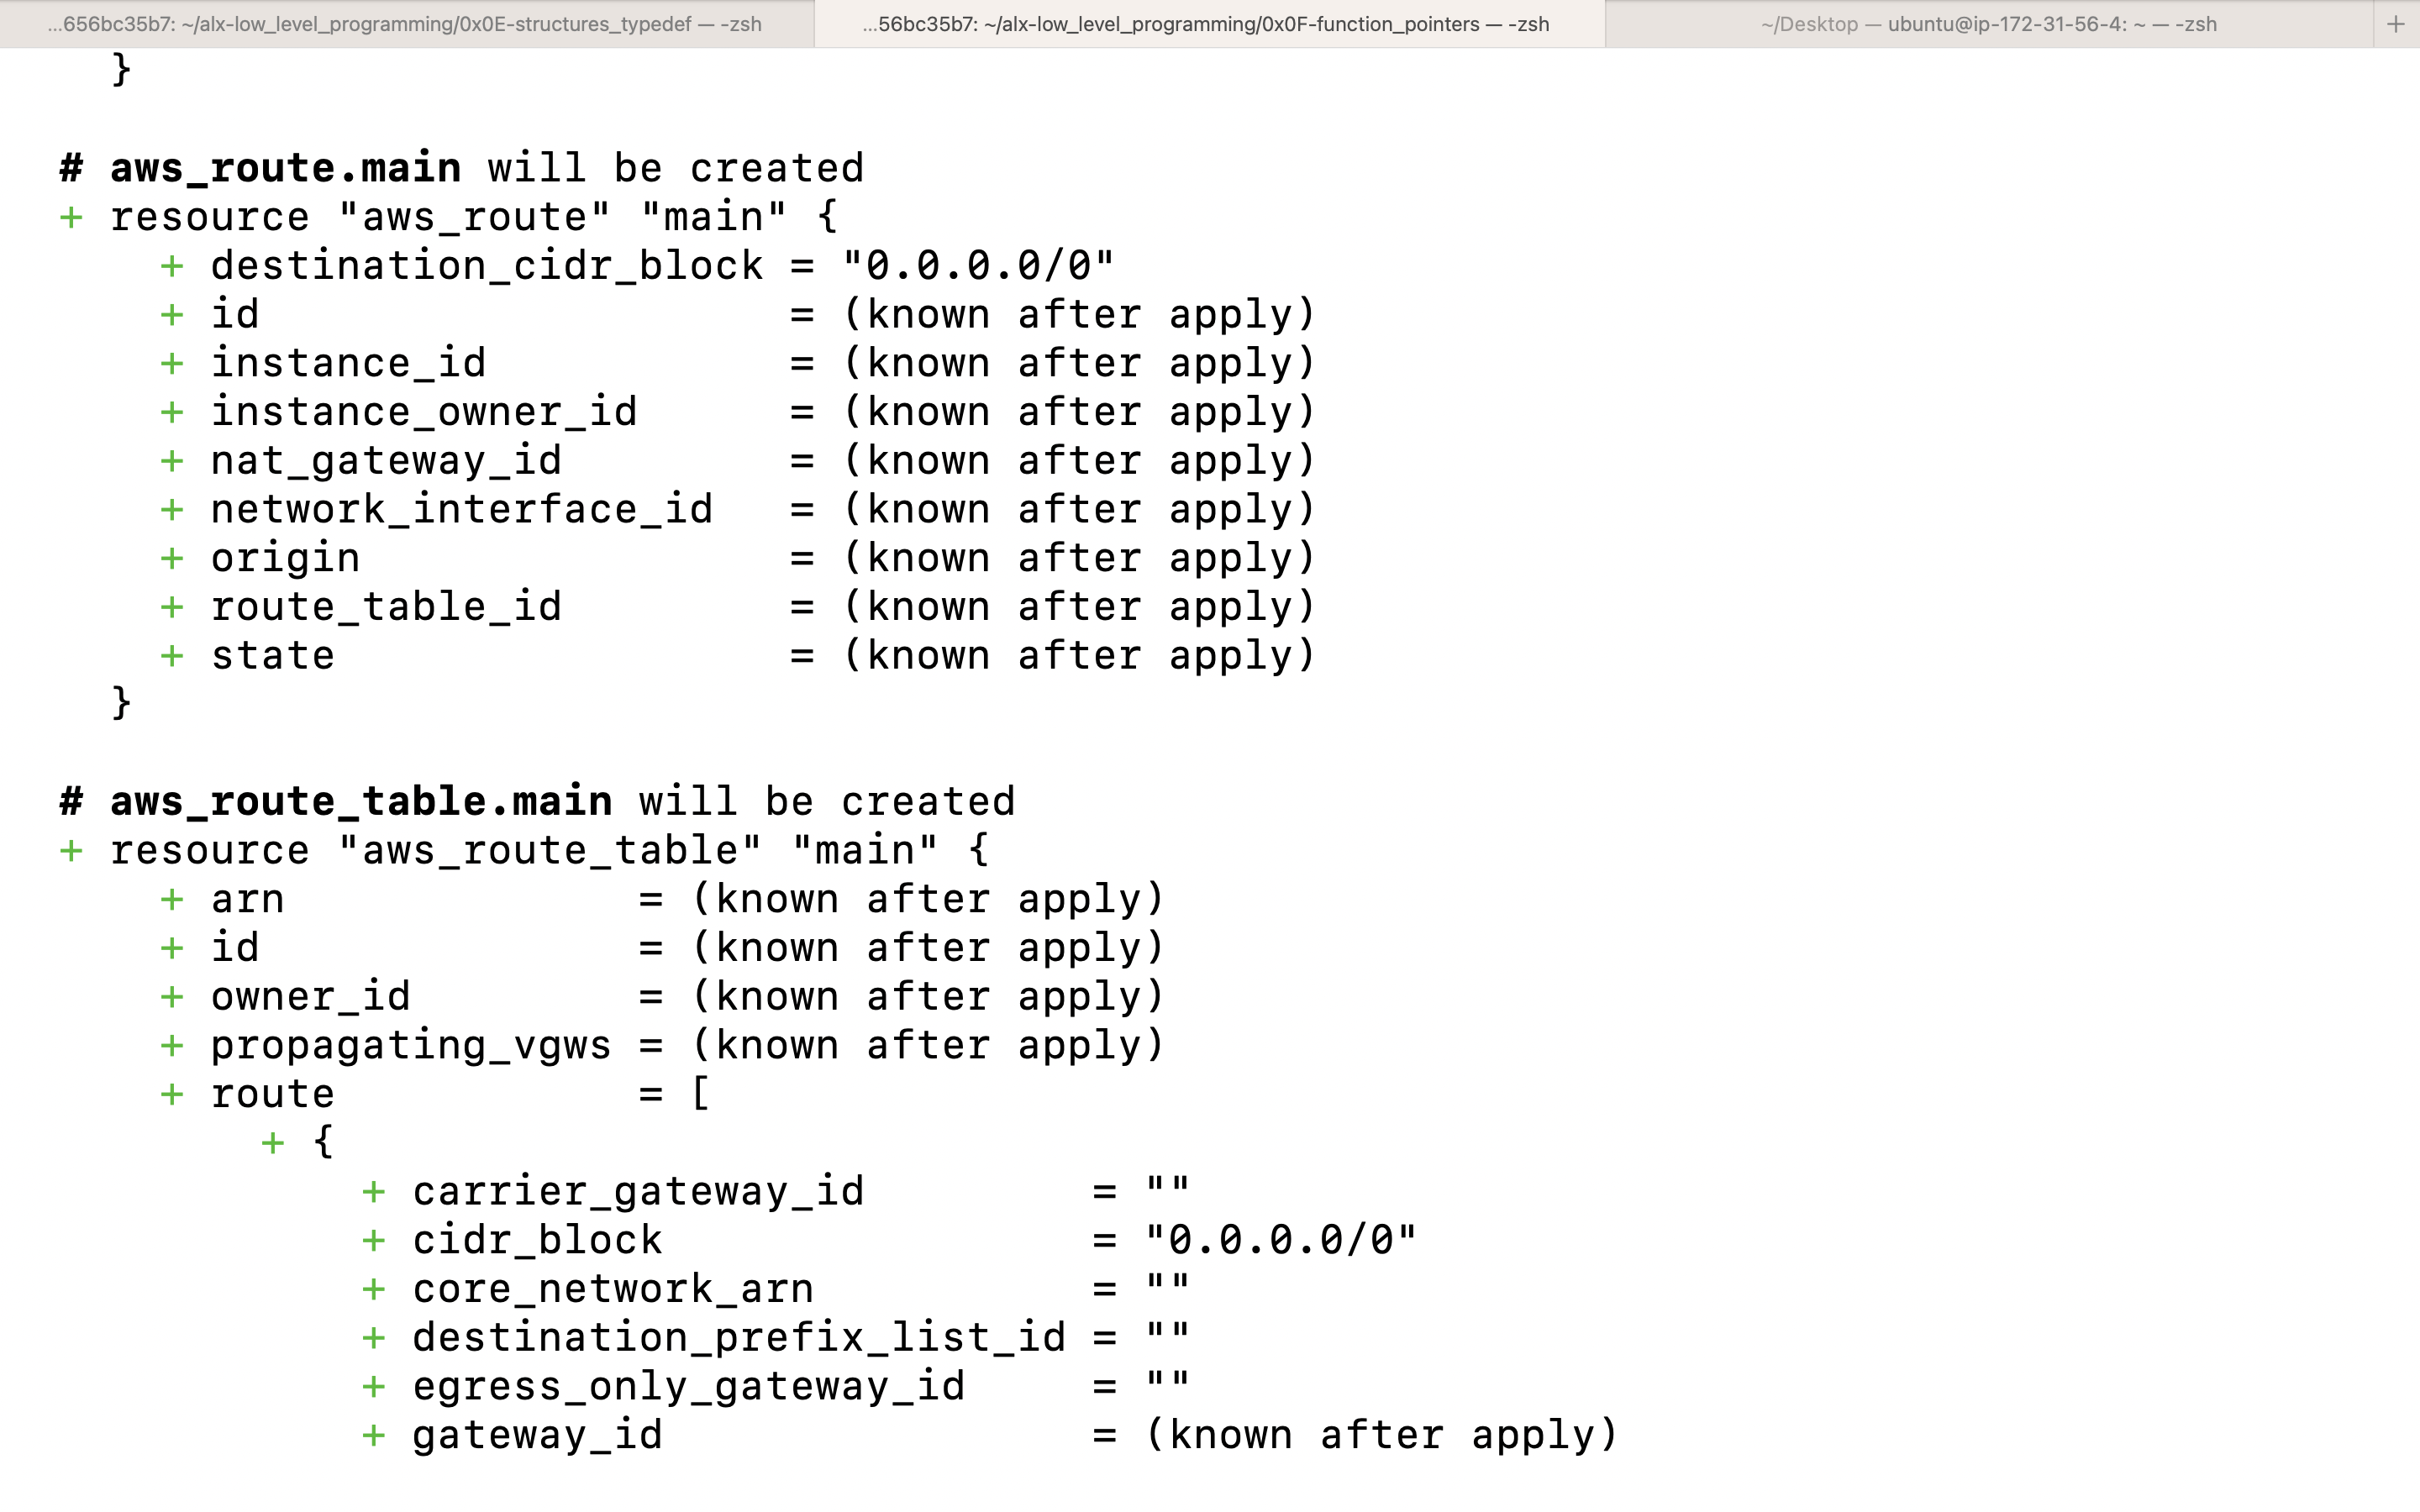 ...656bc35b7: ~/alx-low_level_programming/0x0E-structures_typedef — -zsh
...56bc35b7: ~/alx-low_level_programming/0x0F-function_pointers — -zsh
~/Desktop — ubuntu@ip-172-31-56-4: ~ — -zsh
+
}
# aws_route.main will be created
+ resource "aws_route" "main" {
+ destination_cidr_block = "0.0.0.0/0"
+ id = (known after apply)
+ instance_id = (known after apply)
+ instance_owner_id = (known after apply)
+ nat_gateway_id = (known after apply)
+ network_interface_id = (known after apply)
+ origin = (known after apply)
+ route_table_id = (known after apply)
+ state = (known after apply)
}
# aws_route_table.main will be created
+ resource "aws_route_table" "main" {
+ arn = (known after apply)
+ id = (known after apply)
+ owner_id = (known after apply)
+ propagating_vgws = (known after apply)
+ route = [
+ {
+ carrier_gateway_id = ""
+ cidr_block = "0.0.0.0/0"
+ core_network_arn = ""
+ destination_prefix_list_id = ""
+ egress_only_gateway_id = ""
+ gateway_id = (known after apply)